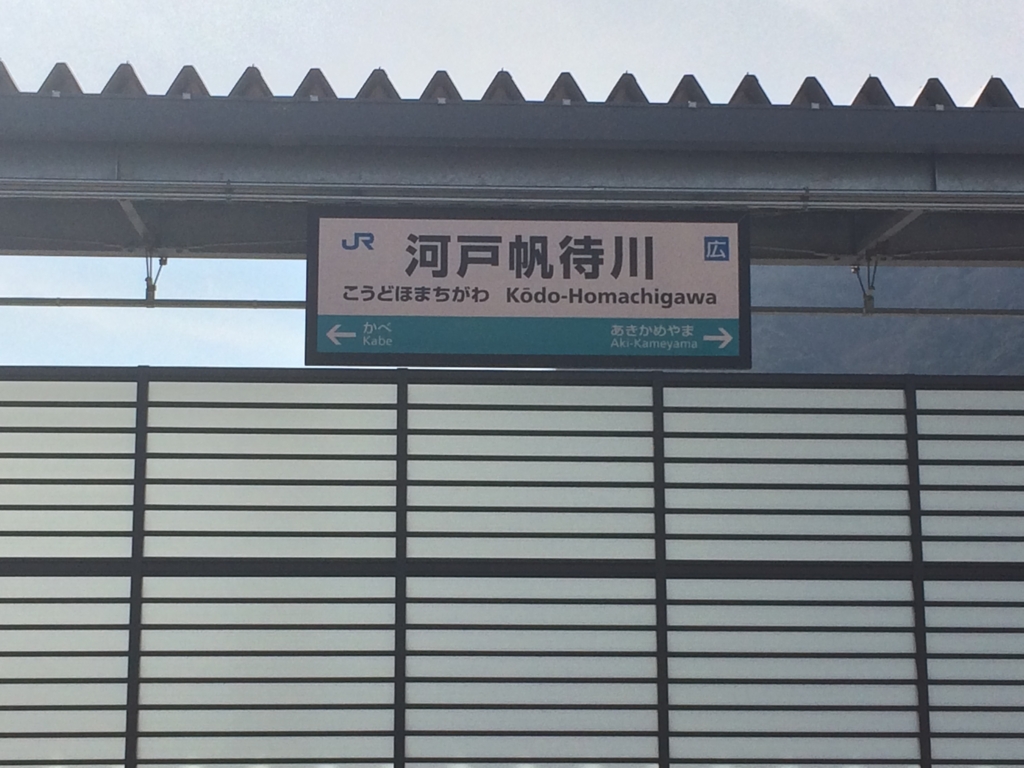 JR 河戸帆待川 広
こうどほまちがわ Kōdo-Homachigawa
← かべ あきかめやま →
Kabe Aki-Kameyama